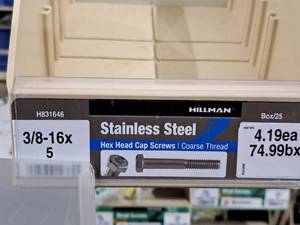 H831646
3/8-16x
5
HILLMAN
Stainless Steel
Hex Head Cap Screws | Coarse Thread
Box/25
4.19ea
74.99bx